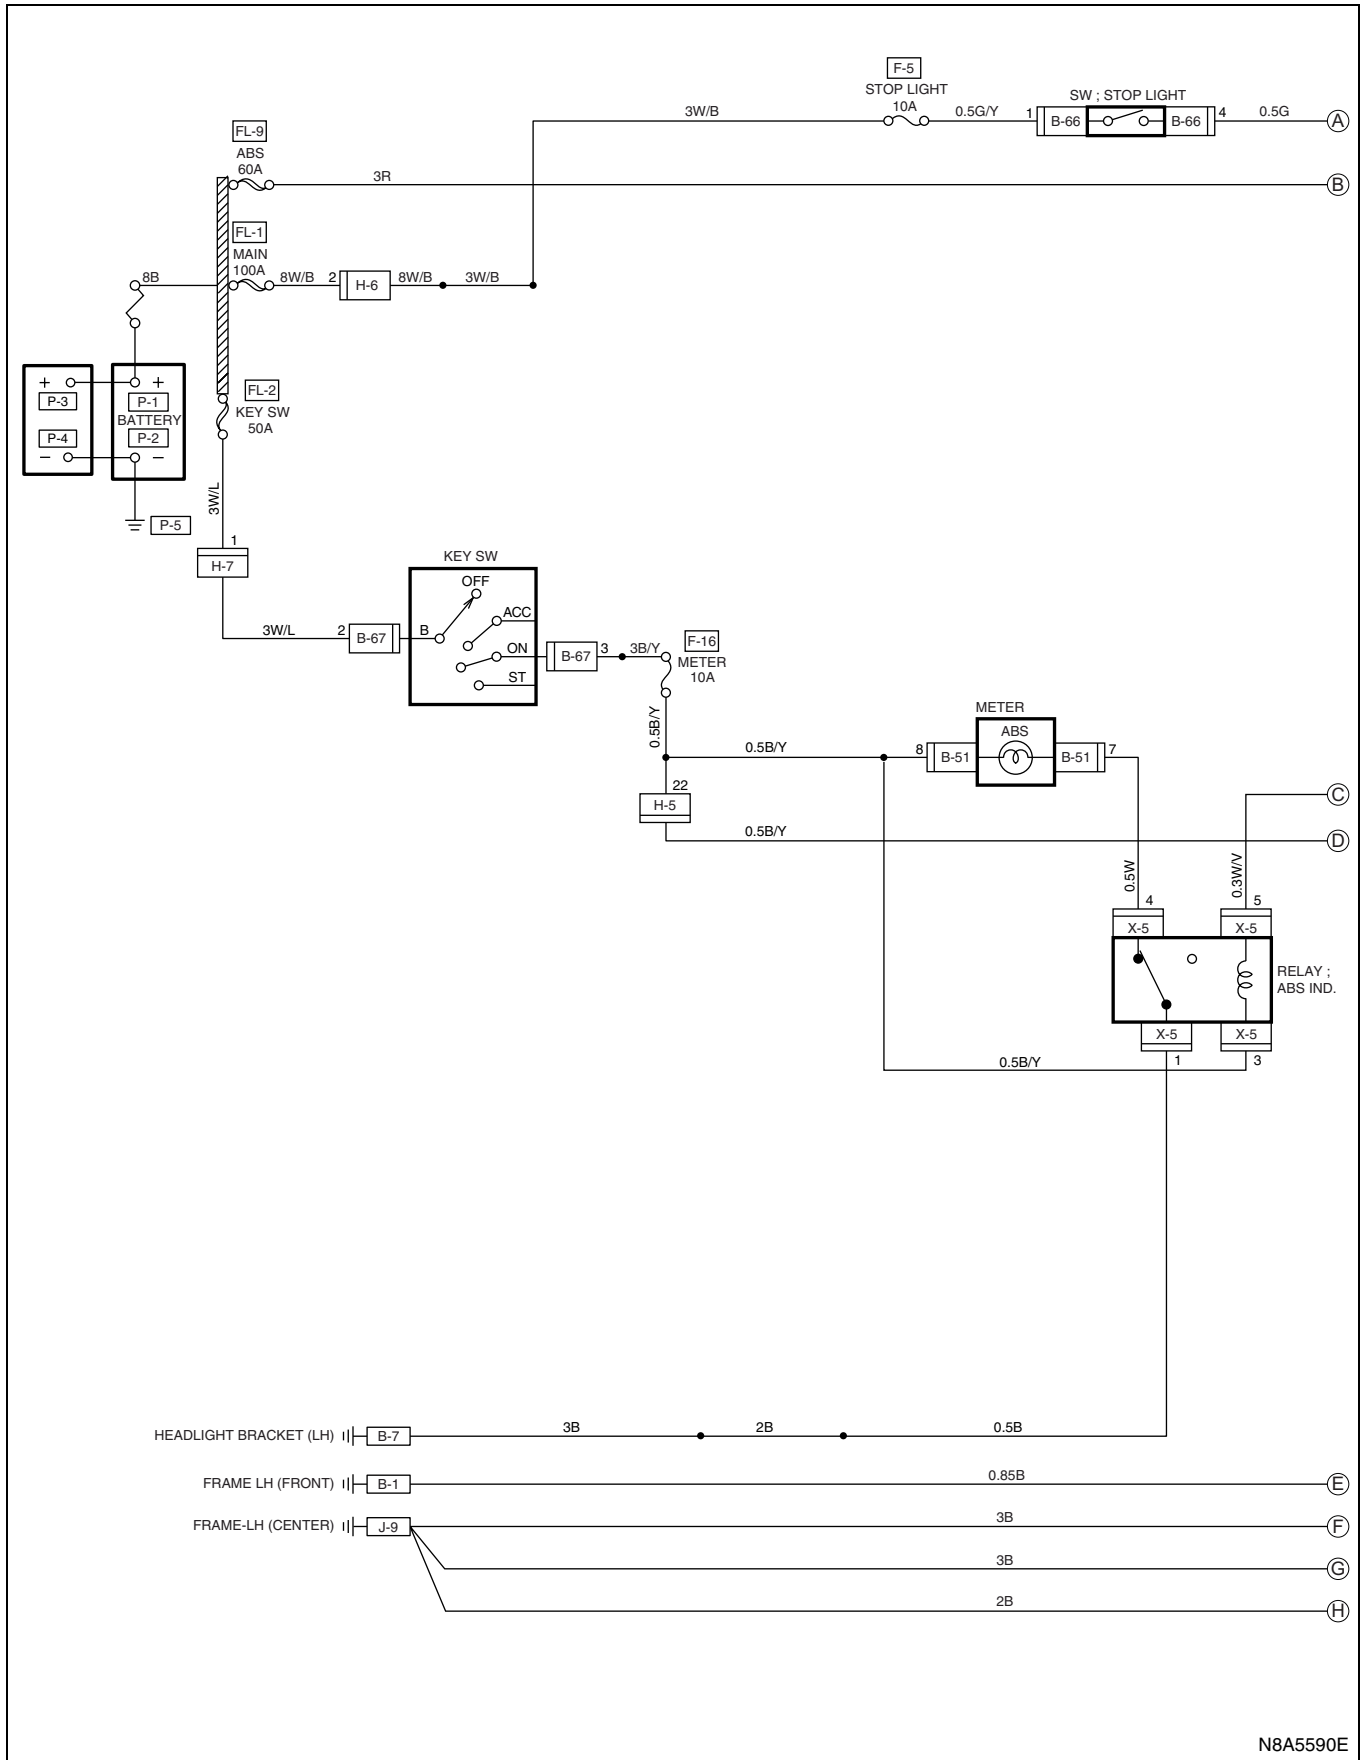 F-5
STOP LIGHT
10A
SW ; STOP LIGHT
3W/B
0.5G/Y
1
B-66
B-66
4
0.5G
A
FL-9
ABS
60A
3R
B
FL-1
MAIN
100A
8B
8W/B
2
H-6
8W/B
3W/B
+
P-3
P-4
−
+
P-1
BATTERY
P-2
−
P-5
FL-2
KEY SW
50A
3W/L
1
H-7
3W/L
2
B-67
KEY SW
OFF
B
ACC
ON
ST
B-67
3
3B/Y
F-16
METER
10A
0.5B/Y
0.5B/Y
METER
ABS
8
B-51
B-51
7
22
H-5
0.5B/Y
C
D
0.5W
0.3W/V
4
X-5
5
X-5
RELAY ;
ABS IND.
X-5
X-5
1
3
0.5B/Y
HEADLIGHT BRACKET (LH)
B-7
3B
2B
0.5B
FRAME LH (FRONT)
B-1
0.85B
E
FRAME-LH (CENTER)
J-9
3B
F
3B
G
2B
H
N8A5590E